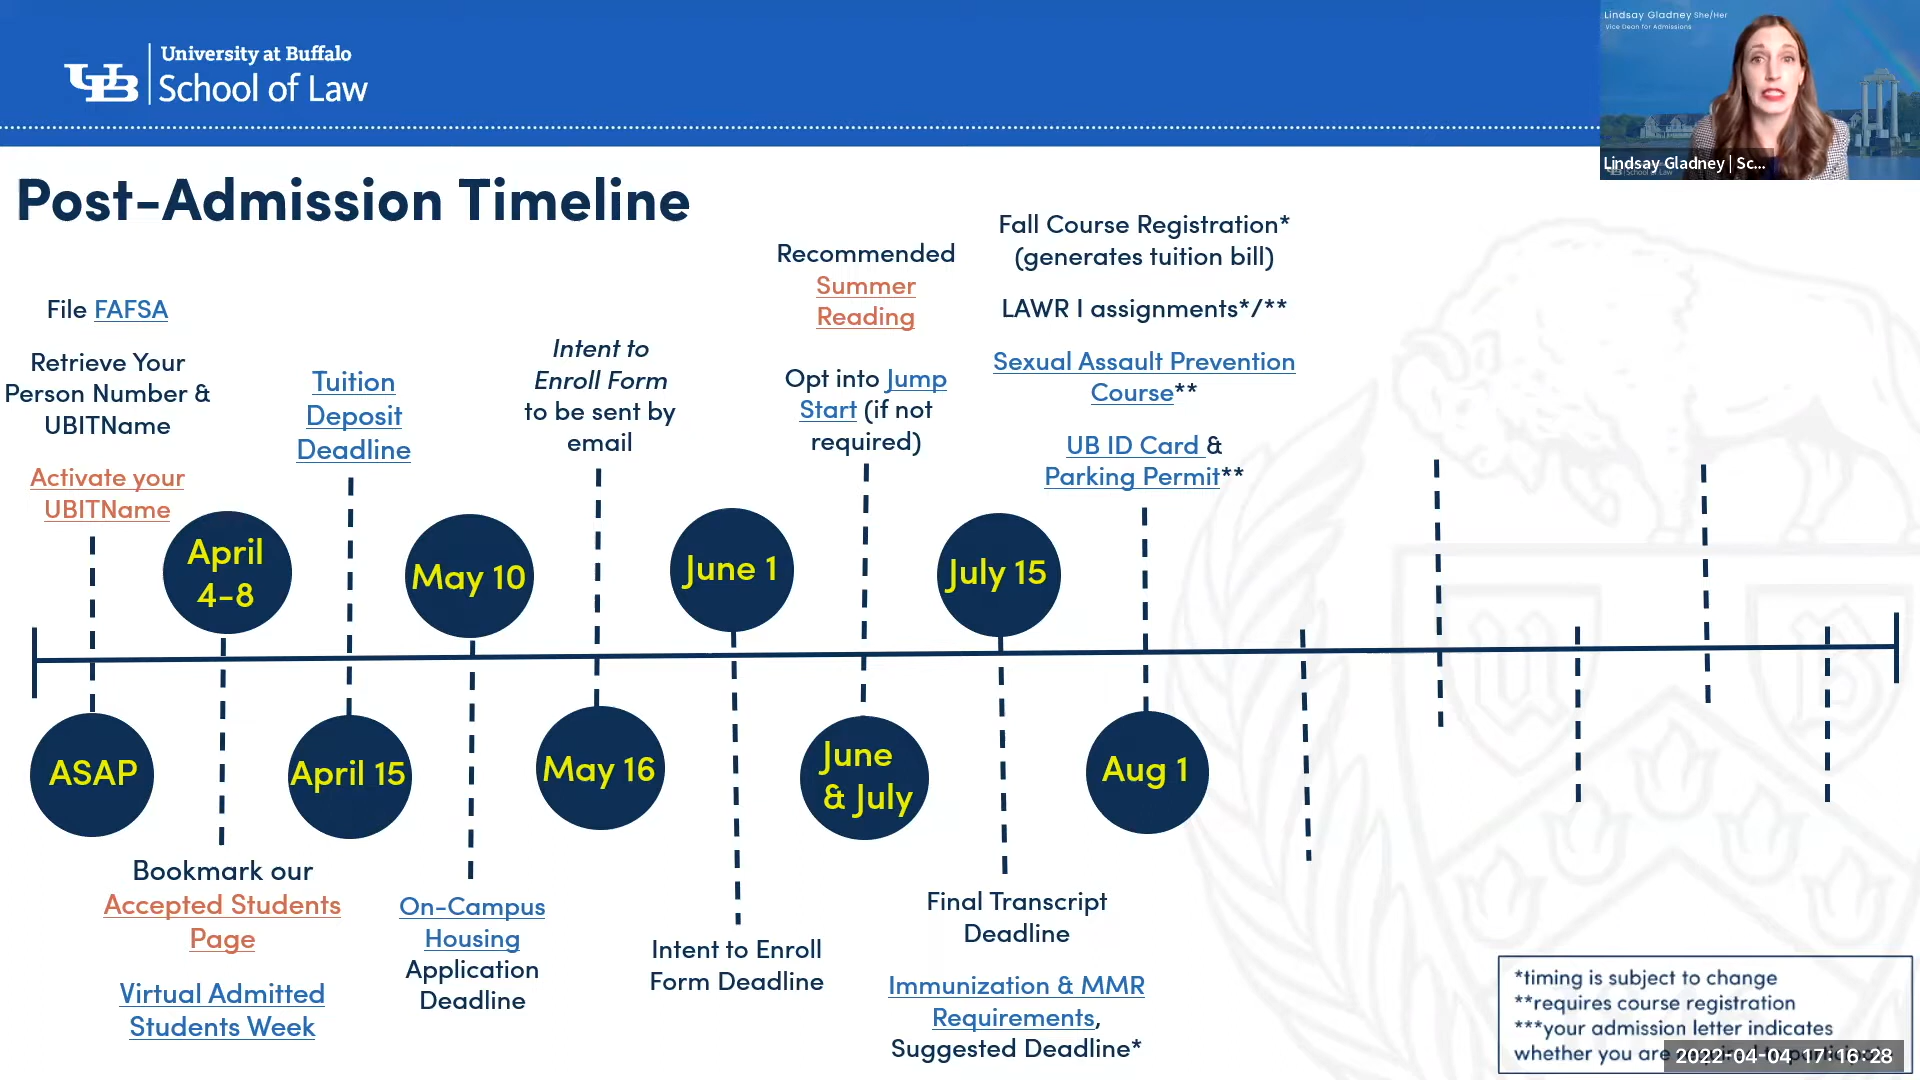 University at Buffalo
School of Law
Lindsay Gladney She/Her
Vice Dean for Admissions
Lindsay Gladney | Sc...
School of Law
Post-Admission Timeline
File FAFSA
Retrieve Your
Person Number &
UBITName
Activate your
UBITName
Tuition
Deposit
Deadline
Intent to
Enroll Form
to be sent by
email
Recommended
Summer
Reading
Opt into Jump
Start (if not
required)
Fall Course Registration*
(generates tuition bill)
LAWR I assignments*/**
Sexual Assault Prevention
Course**
UB ID Card &
Parking Permit**
April
4-8
May 10
June 1
July 15
ASAP
April 15
May 16
June
& July
Aug 1
Bookmark our
Accepted Students
Page
Virtual Admitted
Students Week
On-Campus
Housing
Application
Deadline
Intent to Enroll
Form Deadline
Final Transcript
Deadline
Immunization & MMR
Requirements,
Suggested Deadline*
*timing is subject to change
**requires course registration
***your admission letter indicates
whether you are
2022-04-04 17:16:28